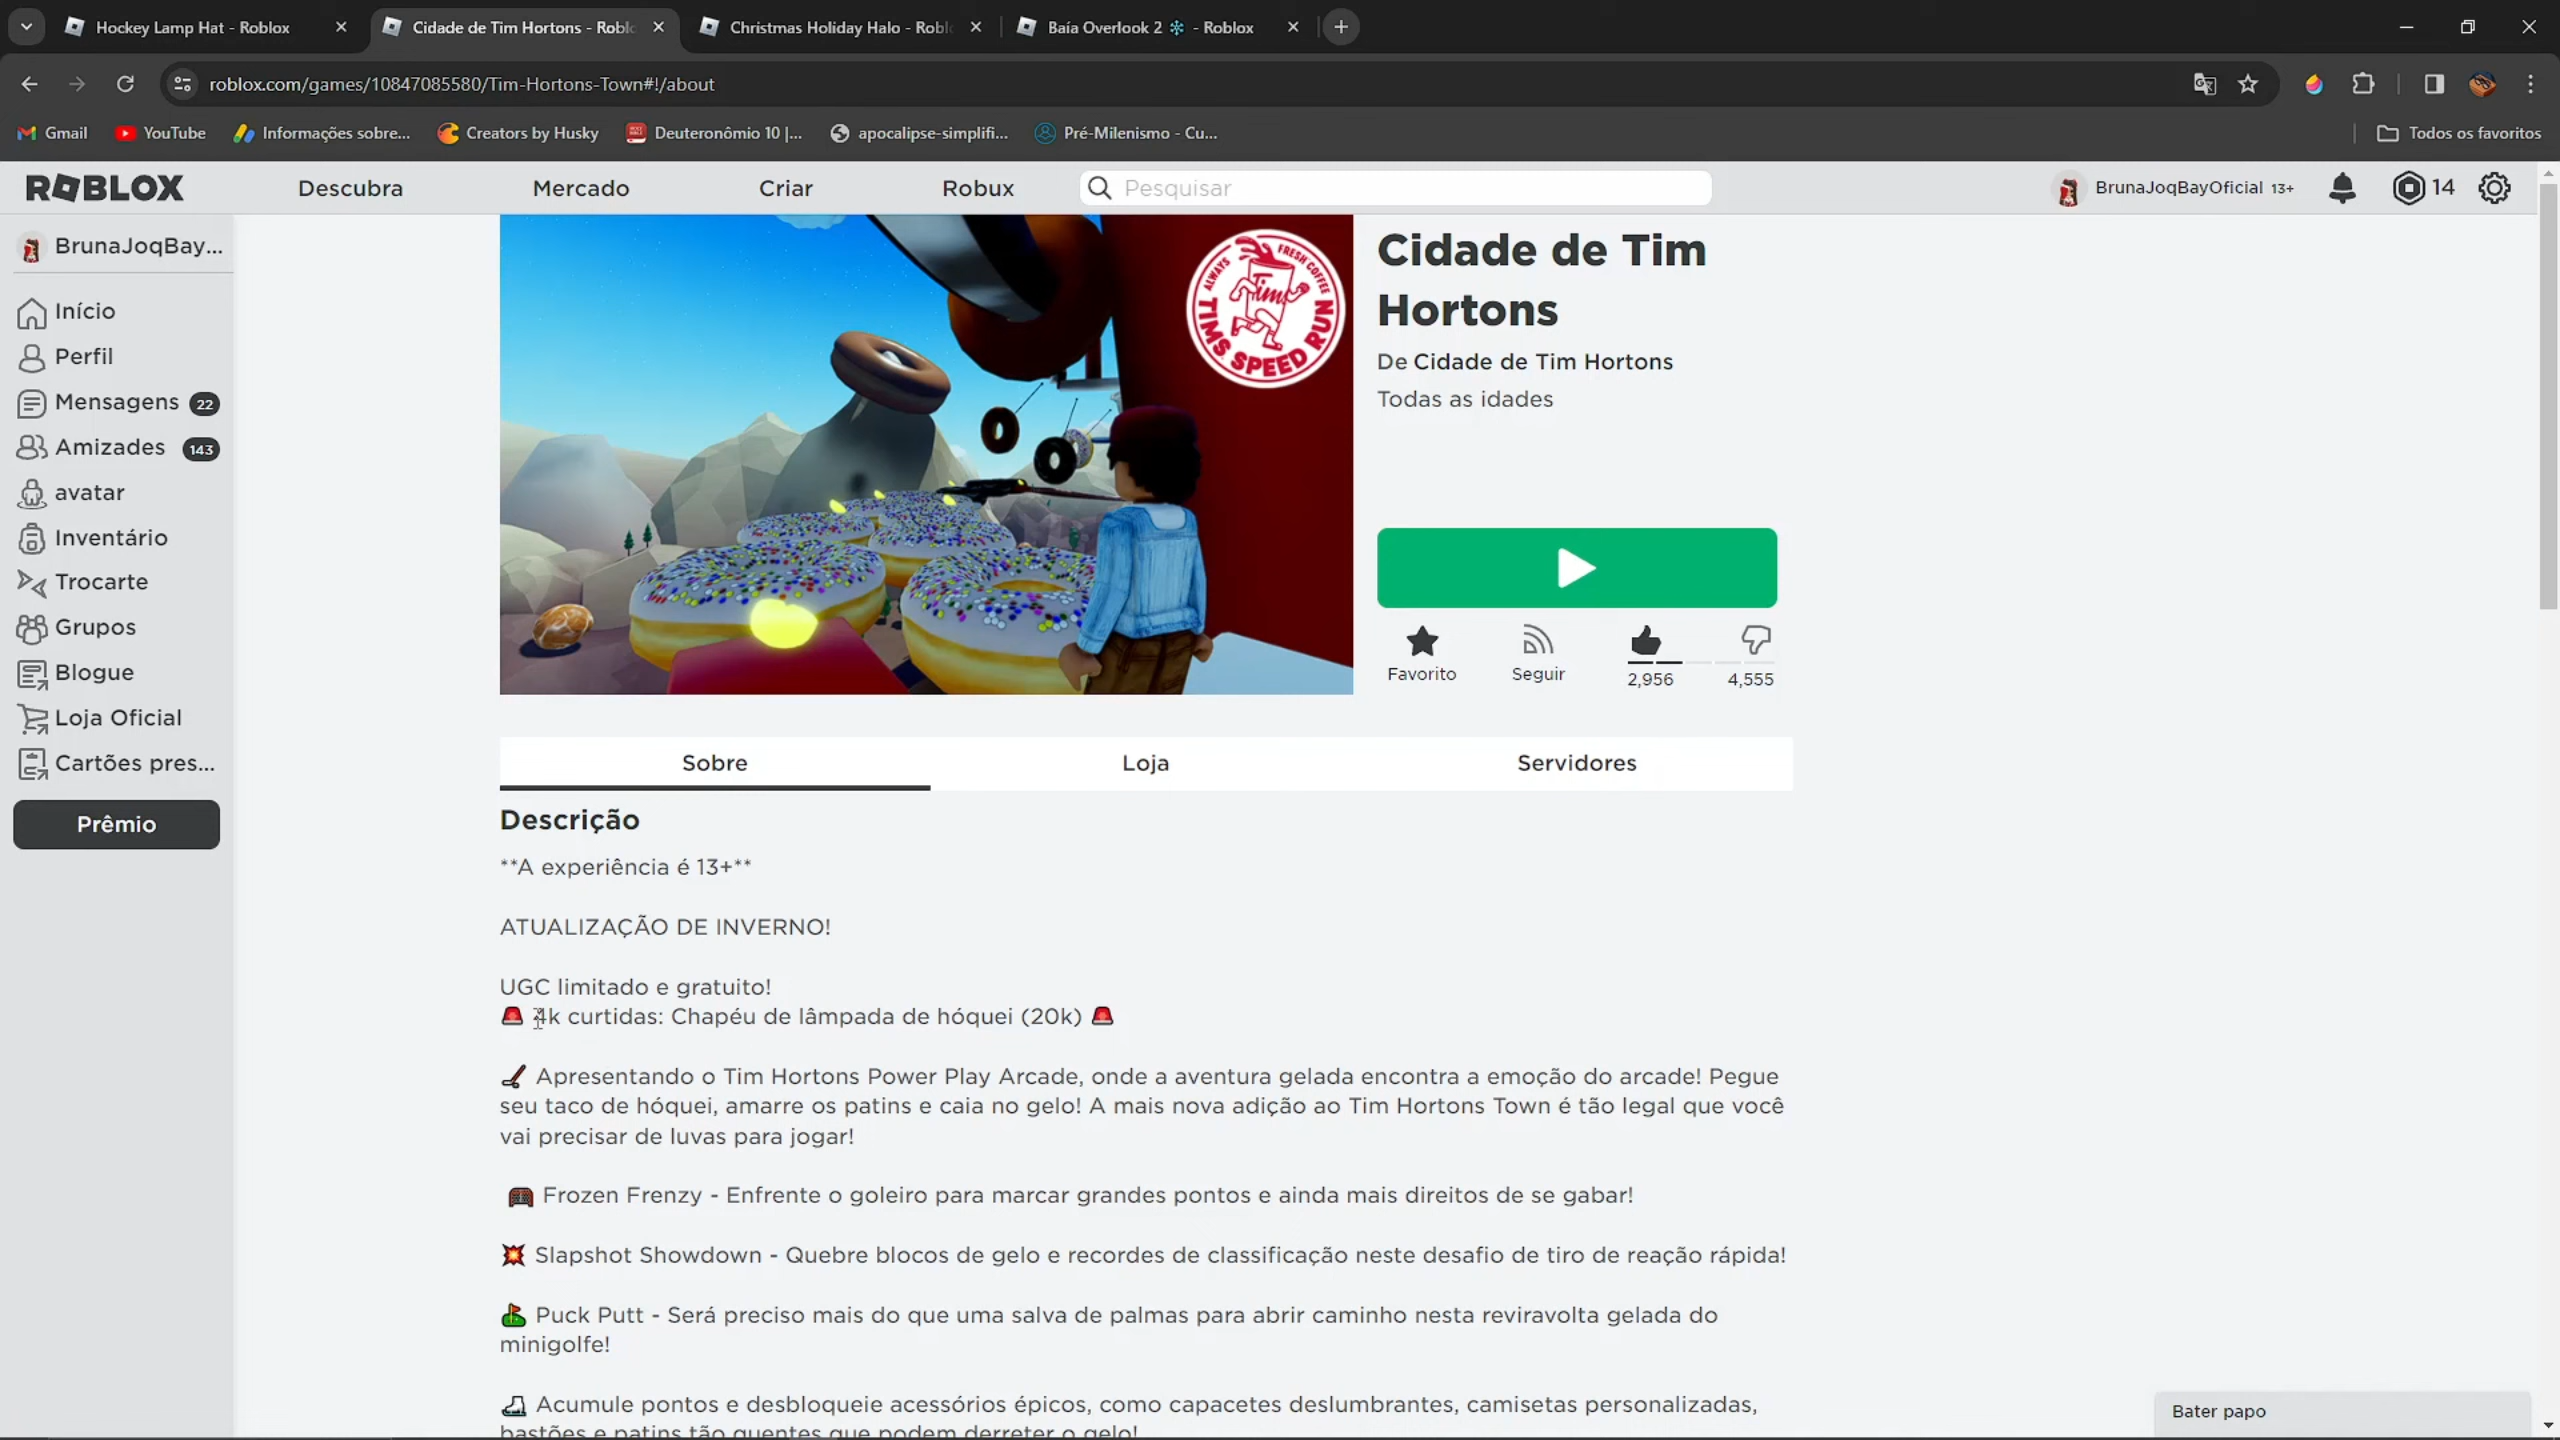 Hockey Lamp Hat - Roblox
Cidade de Tim Hortons - Roblo
Christmas Holiday Halo - Roblo
Baía Overlook 2 ❄️ - Roblox
roblox.com/games/10847085580/Tim-Hortons-Town#!/about
Gmail
YouTube
Informações sobre...
Creators by Husky
Deuteronômio 10 |...
apocalipse-simplifi...
Pré-Milenismo - Cu...
Todos os favoritos
ROBLOX
Descubra
Mercado
Criar
Robux
Pesquisar
BrunaJoqBayOficial 13+
14
BrunaJoqBay...
Início
Perfil
Mensagens 22
Amizades 143
avatar
Inventário
Trocarte
Grupos
Blogue
Loja Oficial
Cartões pres...
Prêmio
ALWAYS FRESH COFFEE
Tims
TIMS SPEED RUN
Cidade de Tim
Hortons
De Cidade de Tim Hortons
Todas as idades
Favorito
Seguir
2,956
4,555
Sobre
Loja
Servidores
Descrição
**A experiência é 13+**
ATUALIZAÇÃO DE INVERNO!
UGC limitado e gratuito!
🚨 4k curtidas: Chapéu de lâmpada de hóquei (20k) 🚨
🏒 Apresentando o Tim Hortons Power Play Arcade, onde a aventura gelada encontra a emoção do arcade! Pegue
seu taco de hóquei, amarre os patins e caia no gelo! A mais nova adição ao Tim Hortons Town é tão legal que você
vai precisar de luvas para jogar!
🥅 Frozen Frenzy - Enfrente o goleiro para marcar grandes pontos e ainda mais direitos de se gabar!
💥 Slapshot Showdown - Quebre blocos de gelo e recordes de classificação neste desafio de tiro de reação rápida!
⛳ Puck Putt - Será preciso mais do que uma salva de palmas para abrir caminho nesta reviravolta gelada do
minigolfe!
⛸️ Acumule pontos e desbloqueie acessórios épicos, como capacetes deslumbrantes, camisetas personalizadas,
bastões e patins tão quentes que podem derreter o gelo!
Bater papo